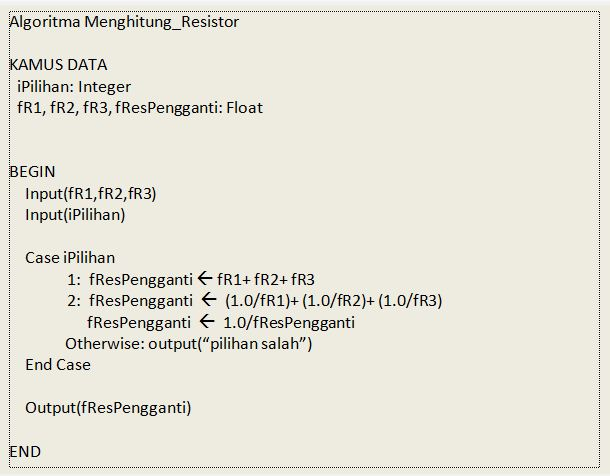 Algoritma Menghitung_Resistor
KAMUS DATA
iPilihan: Integer
fR1, fR2, fR3, fResPengganti: Float
BEGIN
Input(fR1,fR2,fR3)
Input(iPilihan)
Case iPilihan
1: fResPengganti ← fR1+ fR2+ fR3
2: fResPengganti ← (1.0/fR1)+ (1.0/fR2)+ (1.0/fR3)
fResPengganti ← 1.0/fResPengganti
Otherwise: output(“pilihan salah”)
End Case
Output(fResPengganti)
END